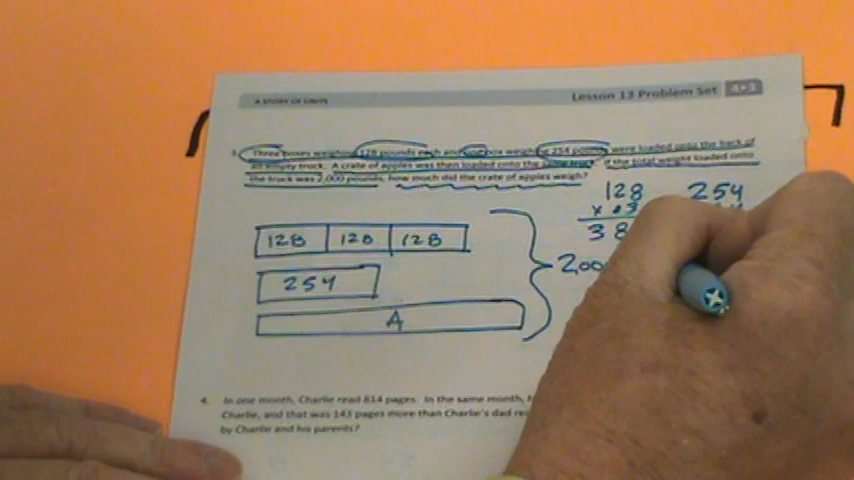 A STORY OF UNITS
Lesson 13 Problem Set 4•3
3. Three boxes weighing 128 pounds each and one box weighing 254 pounds were loaded onto the back of
an empty truck. A crate of apples was then loaded onto the same truck. If the total weight loaded onto
the truck was 2,000 pounds, how much did the crate of apples weigh?
128 254
x 3
38
128 128 128
254
A
200
4. In one month, Charlie read 814 pages. In the same month,
Charlie, and that was 143 pages more than Charlie's dad
by Charlie and his parents?